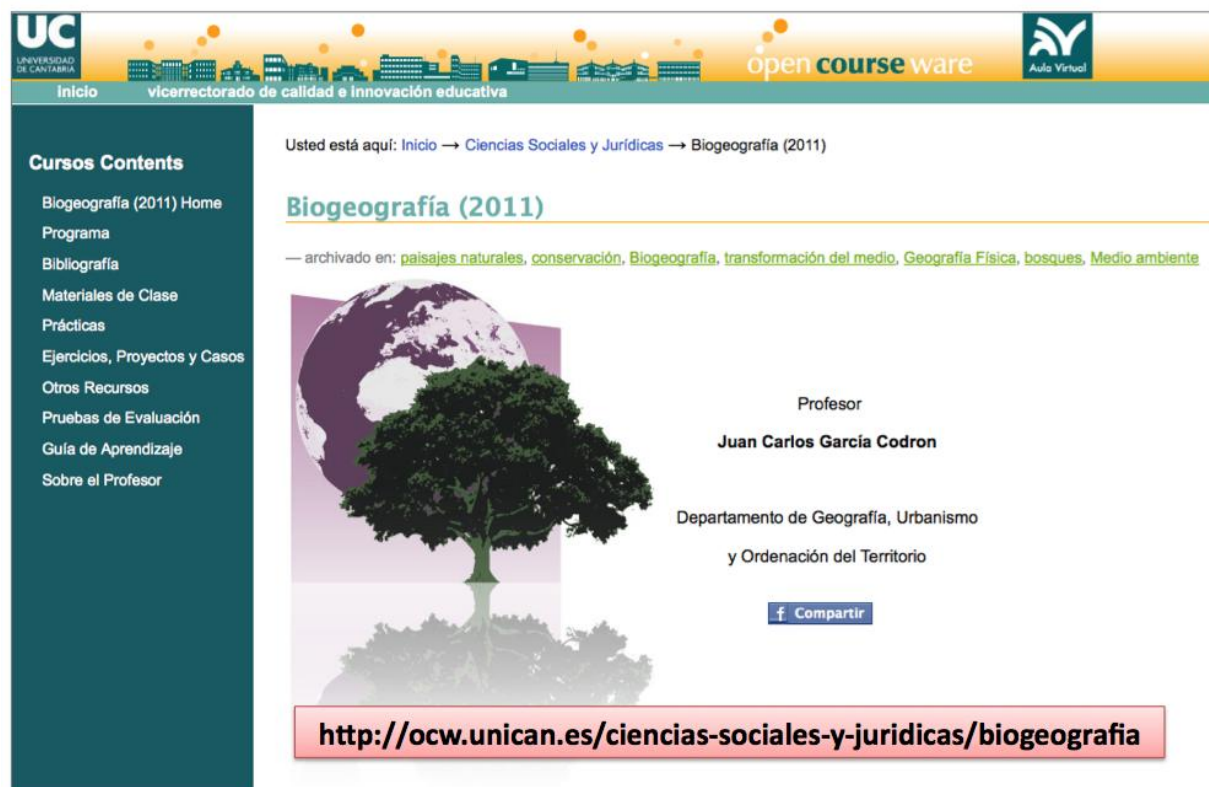 UC
UNIVERSIDAD
DE CANTABRIA
open course ware
Aula Virtual
inicio vicerrectorado de calidad e innovación educativa
Cursos Contents
Biogeografía (2011) Home
Programa
Bibliografía
Materiales de Clase
Prácticas
Ejercicios, Proyectos y Casos
Otros Recursos
Pruebas de Evaluación
Guía de Aprendizaje
Sobre el Profesor
Usted está aquí: Inicio → Ciencias Sociales y Jurídicas → Biogeografía (2011)
Biogeografía (2011)
— archivado en: paisajes naturales, conservación, Biogeografía, transformación del medio, Geografía Física, bosques, Medio ambiente
Profesor
Juan Carlos García Codron
Departamento de Geografía, Urbanismo
y Ordenación del Territorio
f Compartir
http://ocw.unican.es/ciencias-sociales-y-juridicas/biogeografia